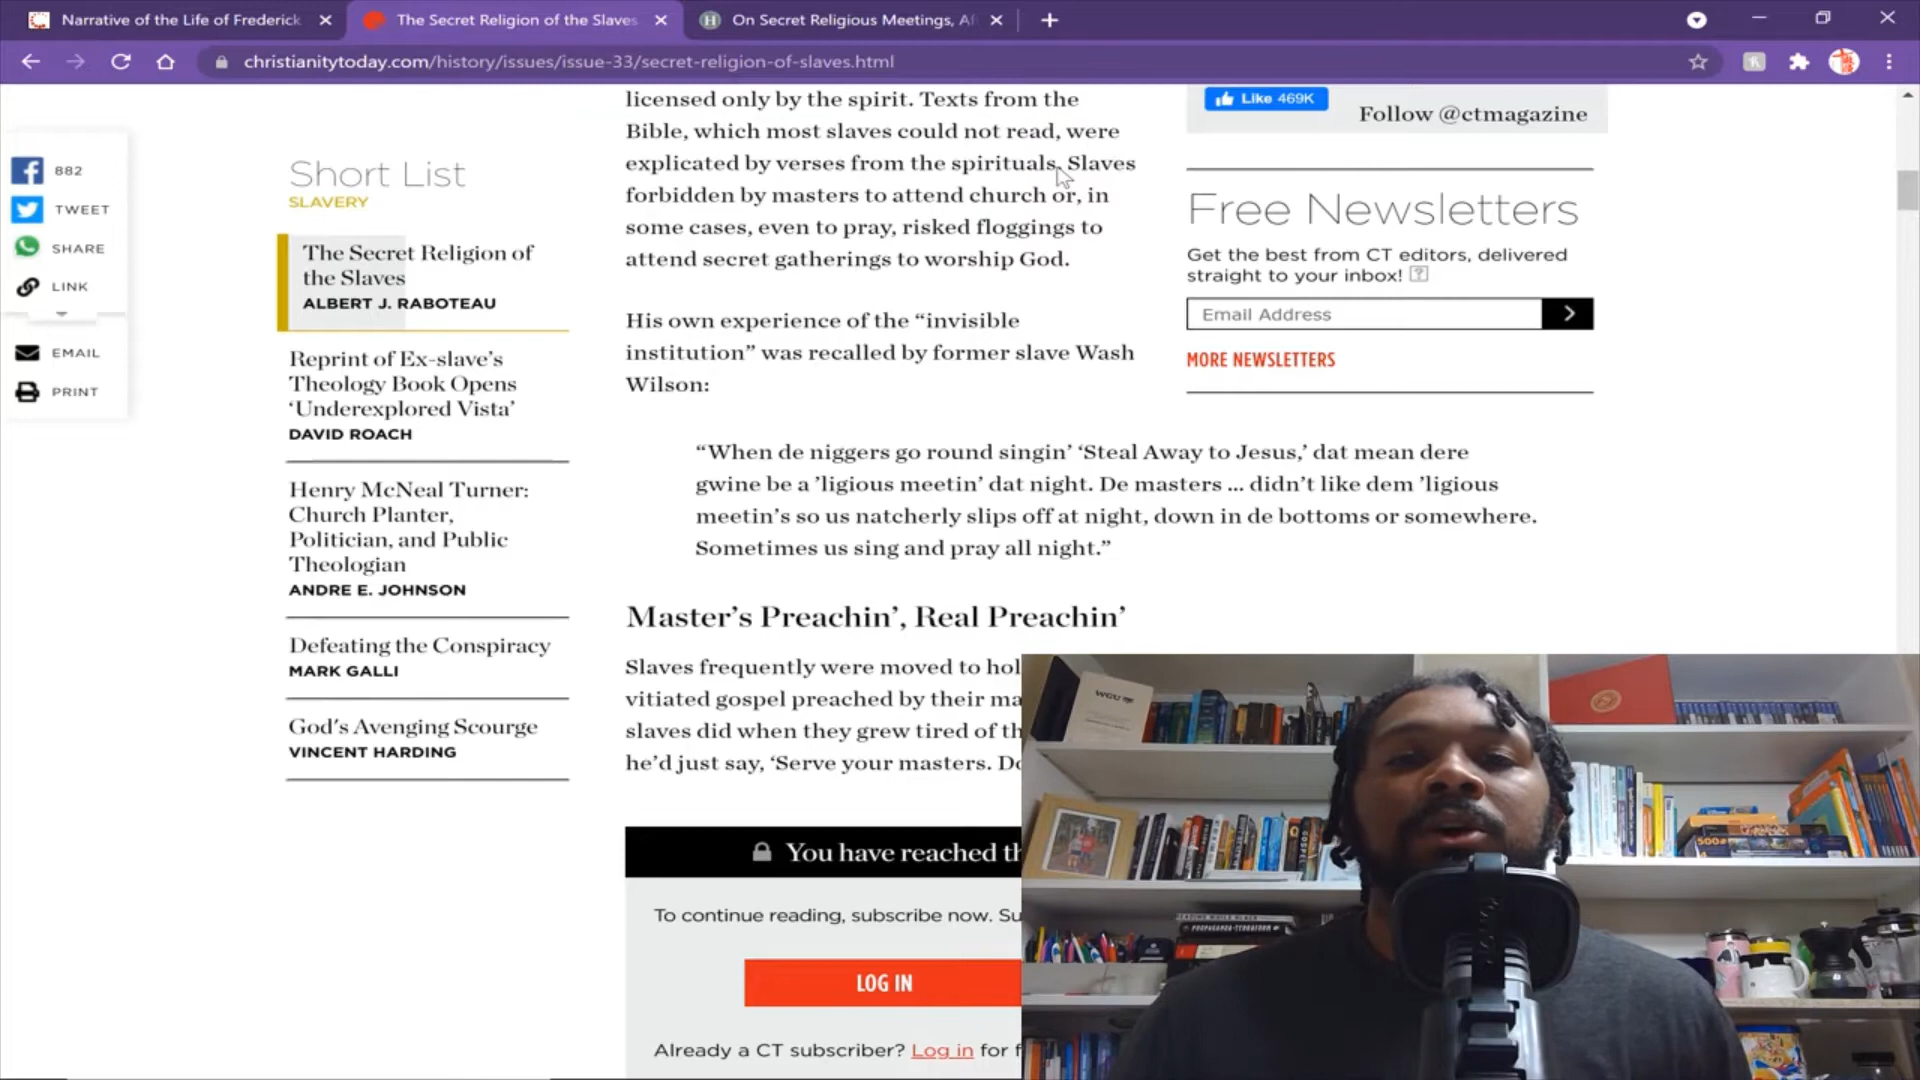 Narrative of the Life of Frederick
The Secret Religion of the Slaves
On Secret Religious Meetings, Af
christianitytoday.com/history/issues/issue-33/secret-religion-of-slaves.html
882
TWEET
SHARE
LINK
EMAIL
PRINT
Short List
SLAVERY
The Secret Religion of
the Slaves
ALBERT J. RABOTEAU
Reprint of Ex-slave’s
Theology Book Opens
‘Underexplored Vista’
DAVID ROACH
Henry McNeal Turner:
Church Planter,
Politician, and Public
Theologian
ANDRE E. JOHNSON
Defeating the Conspiracy
MARK GALLI
God's Avenging Scourge
VINCENT HARDING
licensed only by the spirit. Texts from the
Bible, which most slaves could not read, were
explicated by verses from the spirituals. Slaves
forbidden by masters to attend church or, in
some cases, even to pray, risked floggings to
attend secret gatherings to worship God.
His own experience of the “invisible
institution” was recalled by former slave Wash
Wilson:
“When de niggers go round singin’ ‘Steal Away to Jesus,’ dat mean dere
gwine be a ’ligious meetin’ dat night. De masters … didn’t like dem ’ligious
meetin’s so us natcherly slips off at night, down in de bottoms or somewhere.
Sometimes us sing and pray all night.”
Master’s Preachin’, Real Preachin’
Slaves frequently were moved to hol
vitiated gospel preached by their ma
slaves did when they grew tired of th
he’d just say, ‘Serve your masters. Do
You have reached th
To continue reading, subscribe now. Su
LOG IN
Already a CT subscriber? Log in for f
Like 469K
Follow @ctmagazine
Free Newsletters
Get the best from CT editors, delivered
straight to your inbox!
Email Address
MORE NEWSLETTERS
WGU
READING WHILE BLACK
PROPAGANDA TERRAFORM
GOSPEL
500